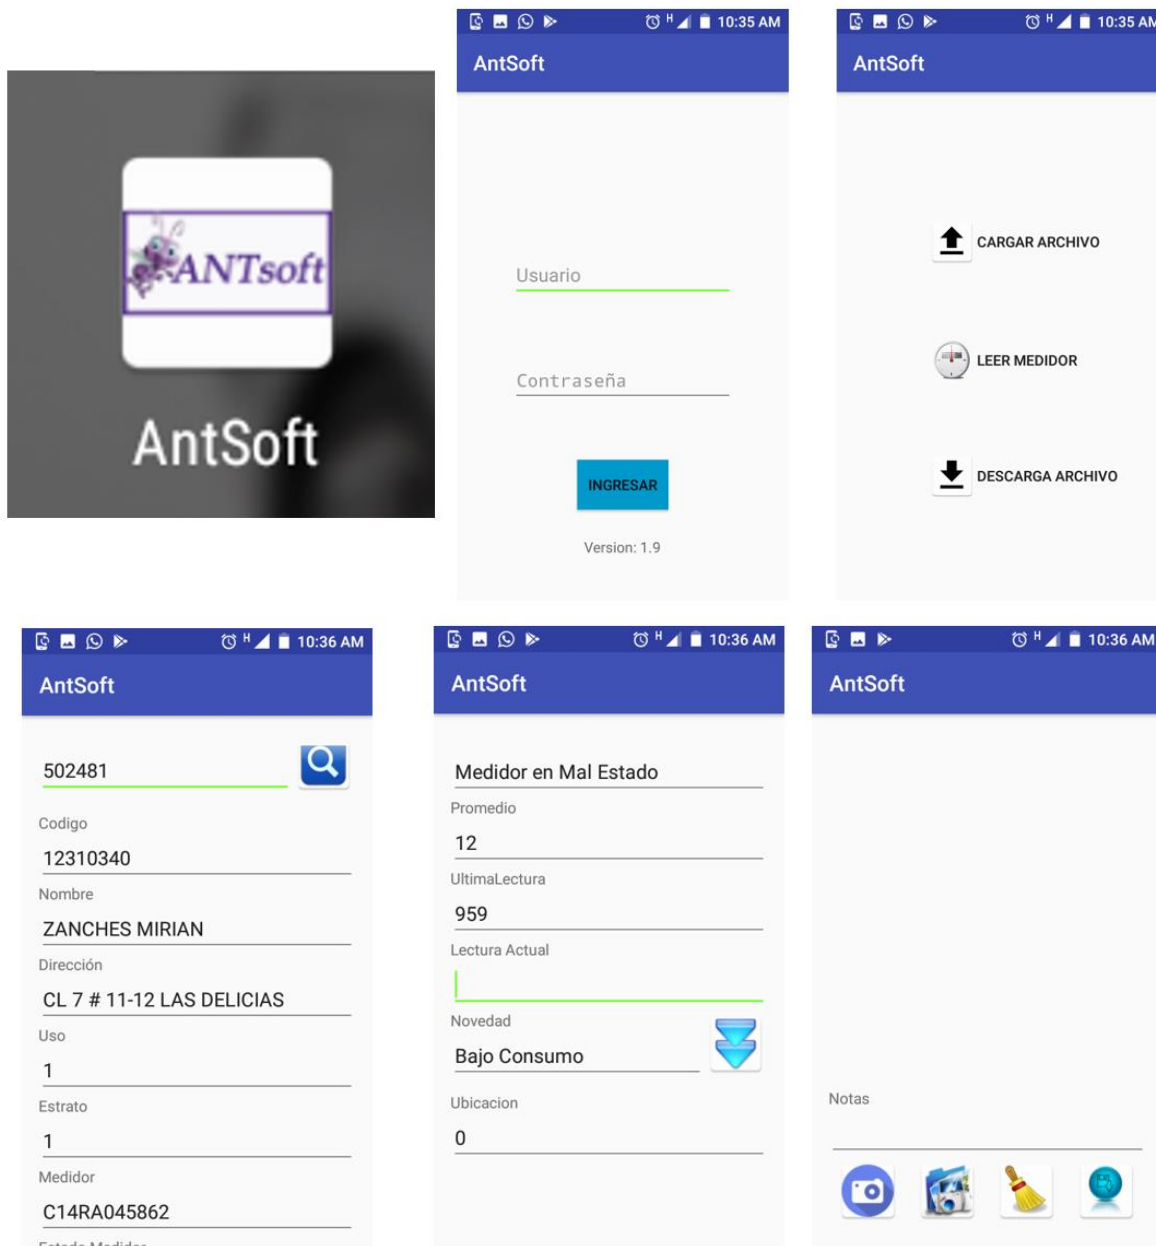 ANTsoft
AntSoft
10:35 AM
AntSoft
Usuario
Contraseña
INGRESAR
Version: 1.9
10:35 AM
AntSoft
CARGAR ARCHIVO
LEER MEDIDOR
DESCARGA ARCHIVO
H 10:36 AM
AntSoft
502481
Codigo
12310340
Nombre
ZANCHES MIRIAN
Dirección
CL 7 # 11-12 LAS DELICIAS
Uso
1
Estrato
1
Medidor
C14RA045862
Estado Medidor
H 10:36 AM
AntSoft
Medidor en Mal Estado
Promedio
12
UltimaLectura
959
Lectura Actual
Novedad
Bajo Consumo
Ubicacion
0
H 10:36 AM
AntSoft
Notas